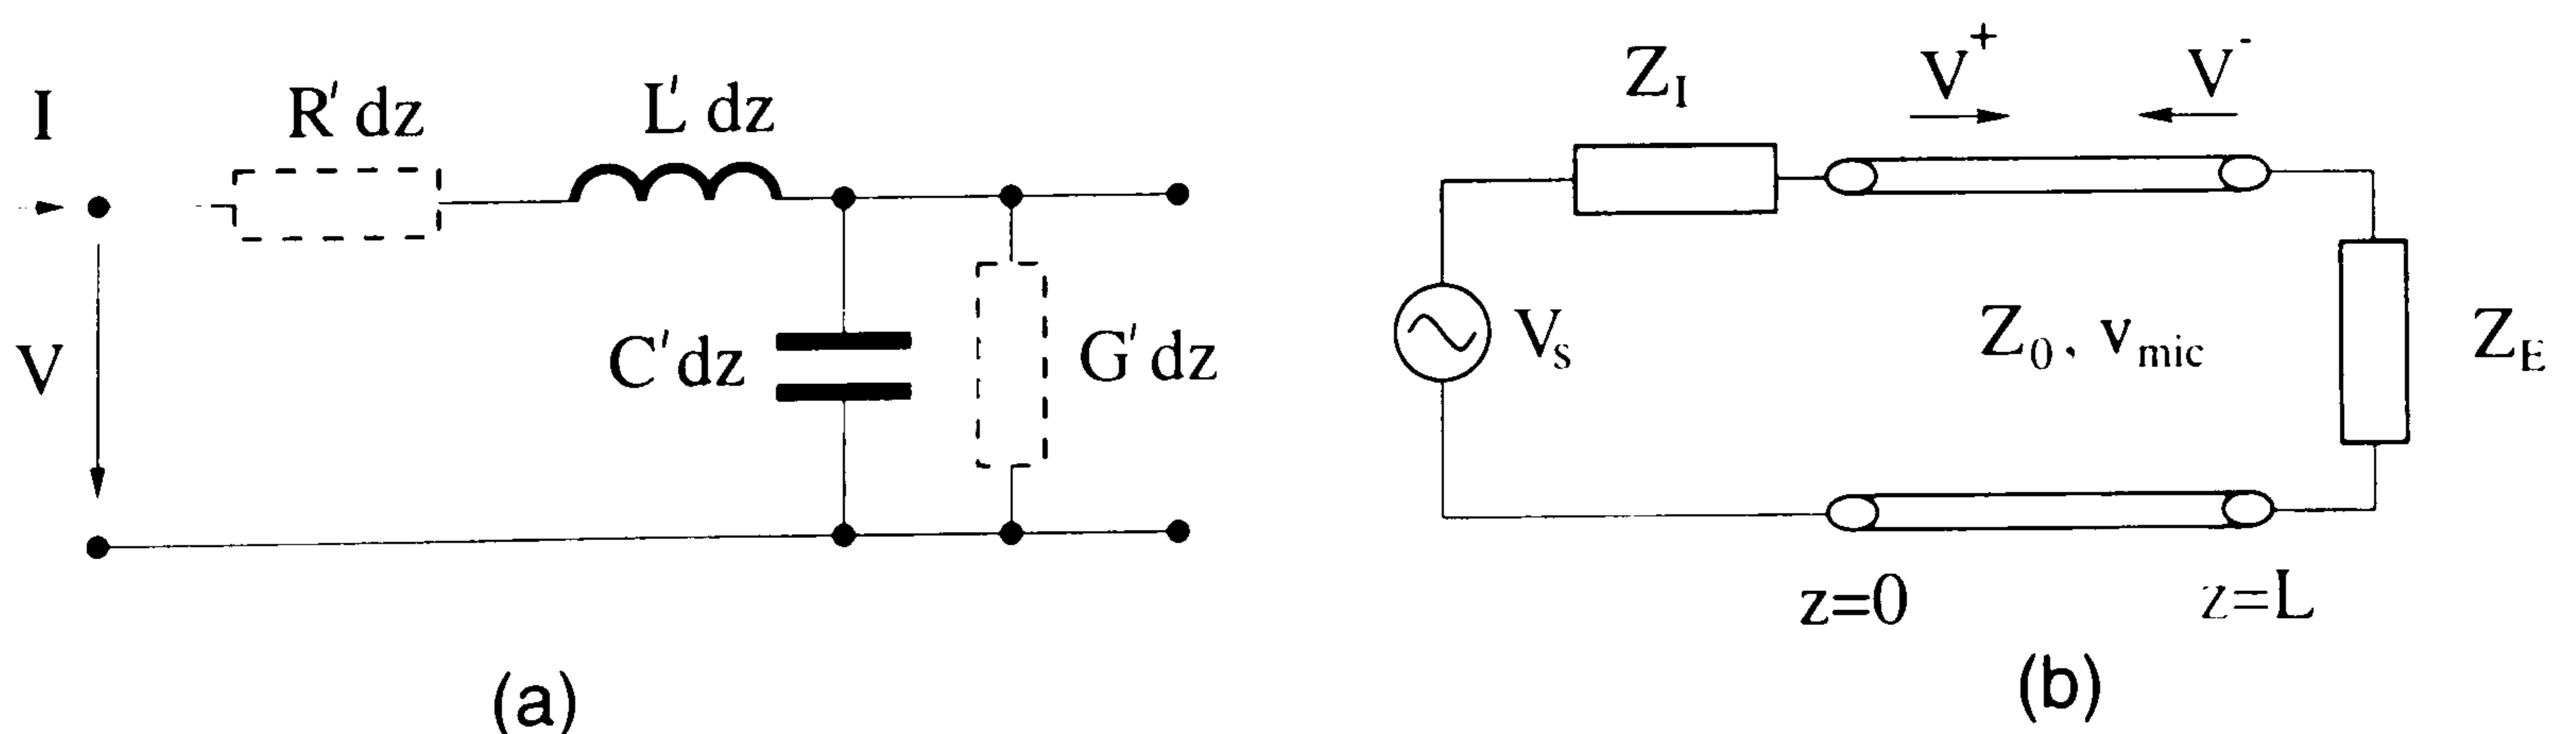 I
R' dz
L' dz
V
C' dz
G' dz
(a)
Z_I
V^+
V^-
V_s
Z_0, v_mic
Z_E
z=0
z=L
(b)